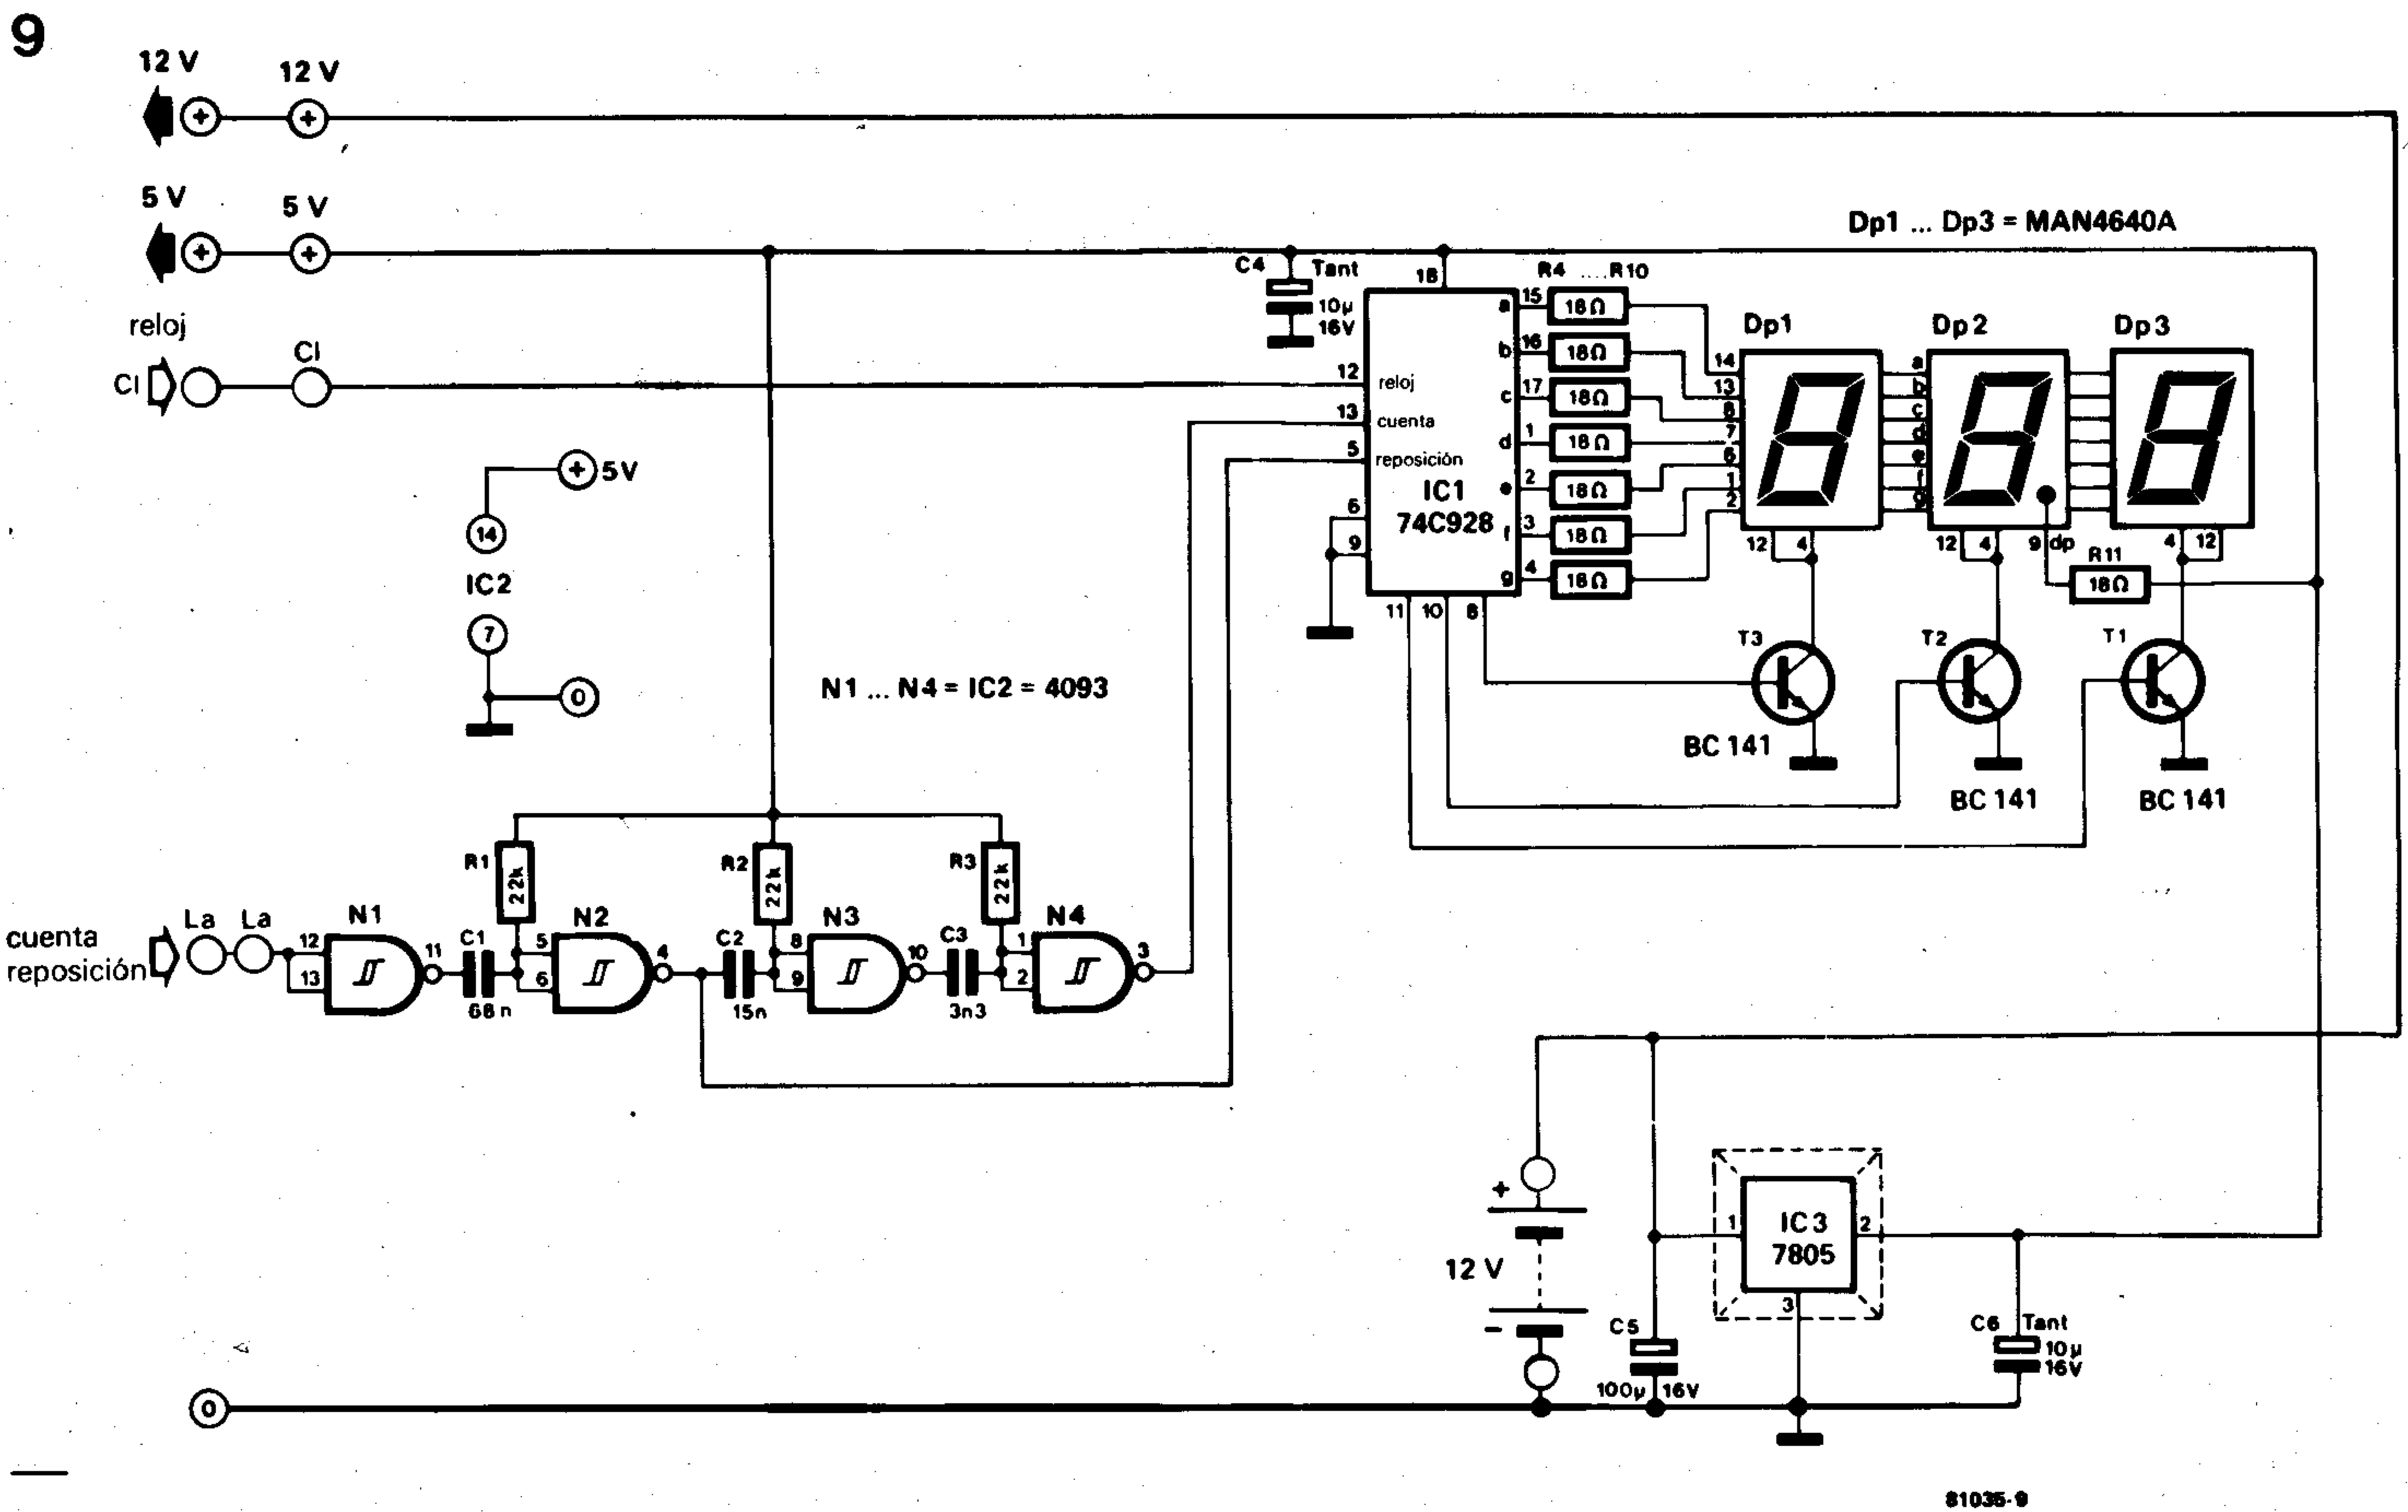 9
12 V
12 V
5 V
5 V
reloj
Cl
Cl
5V
14
IC2
7
0
N1 ... N4 = IC2 = 4093
Dp1 ... Dp3 = MAN4640A
C4 Tant
10µ
16V
18
reloj
cuenta
reposición
IC1
74C928
12
13
5
6
9
11 10 8
a 15
b 16
c 17
d 1
e 2
f 3
g 4
R4 .... R10
18Ω
18Ω
18Ω
18Ω
18Ω
18Ω
18Ω
Dp1
Dp2
Dp3
14
13
8
7
6
1
2
a
b
c
d
e
f
g
12 4
12 4
9 dp
4 12
R11
18Ω
T3
T2
T1
BC 141
BC 141
BC 141
R1
22k
R2
22k
R3
22k
cuenta
reposición
La La
N1
12
13
11
C1
68n
N2
5
6
4
C2
15n
N3
8
9
10
C3
3n3
N4
1
2
3
+
12 V
–
C5
100µ 16V
IC3
7805
1
2
3
C6 Tant
10µ
16V
0
81035-9